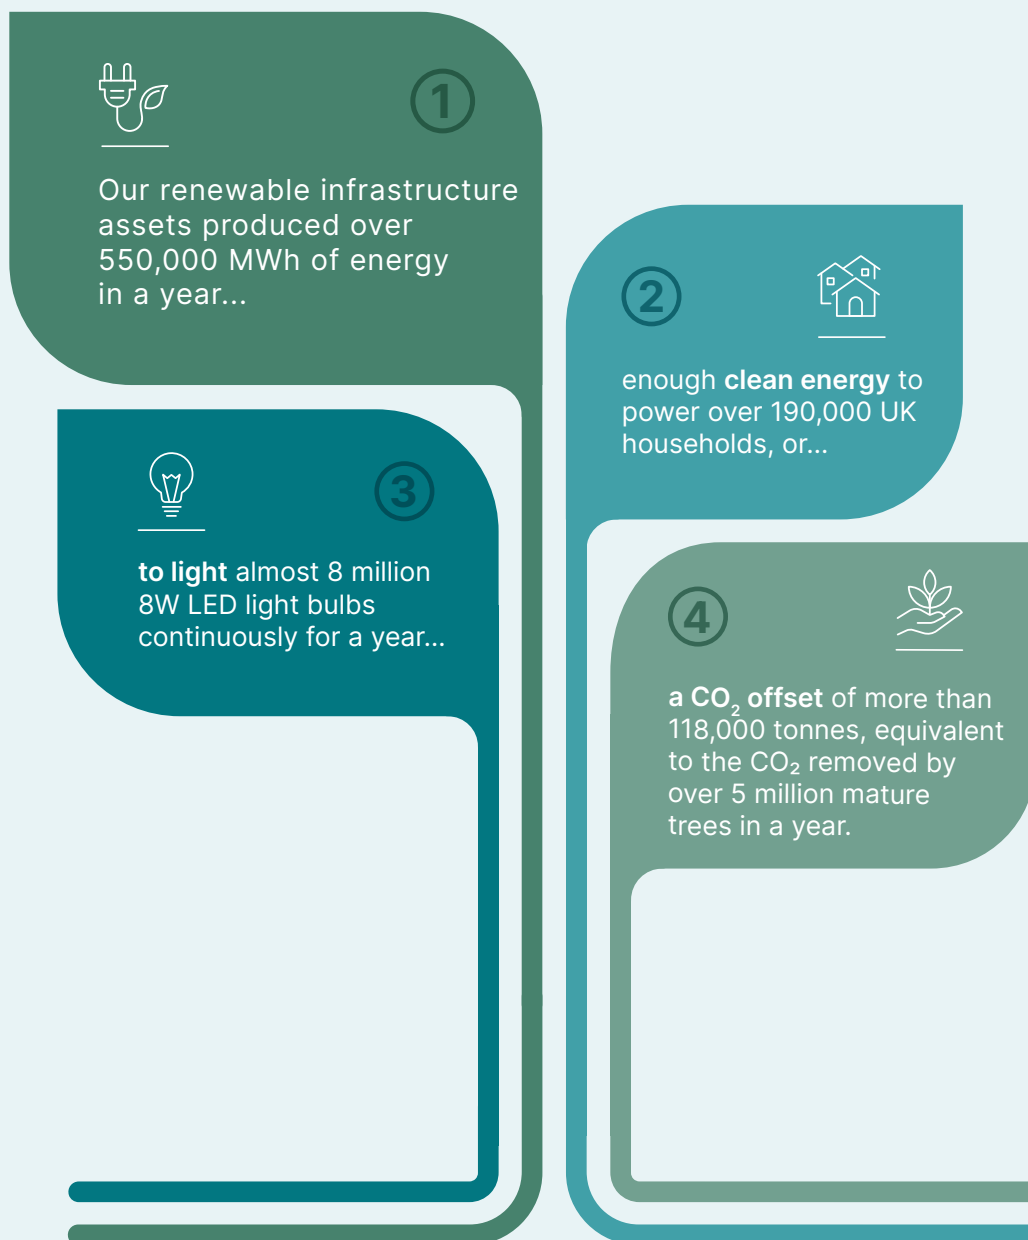 1
Our renewable infrastructure
assets produced over
550,000 MWh of energy
in a year...
2
enough clean energy to
power over 190,000 UK
households, or...
3
to light almost 8 million
8W LED light bulbs
continuously for a year...
4
a CO₂ offset of more than
118,000 tonnes, equivalent
to the CO₂ removed by
over 5 million mature
trees in a year.